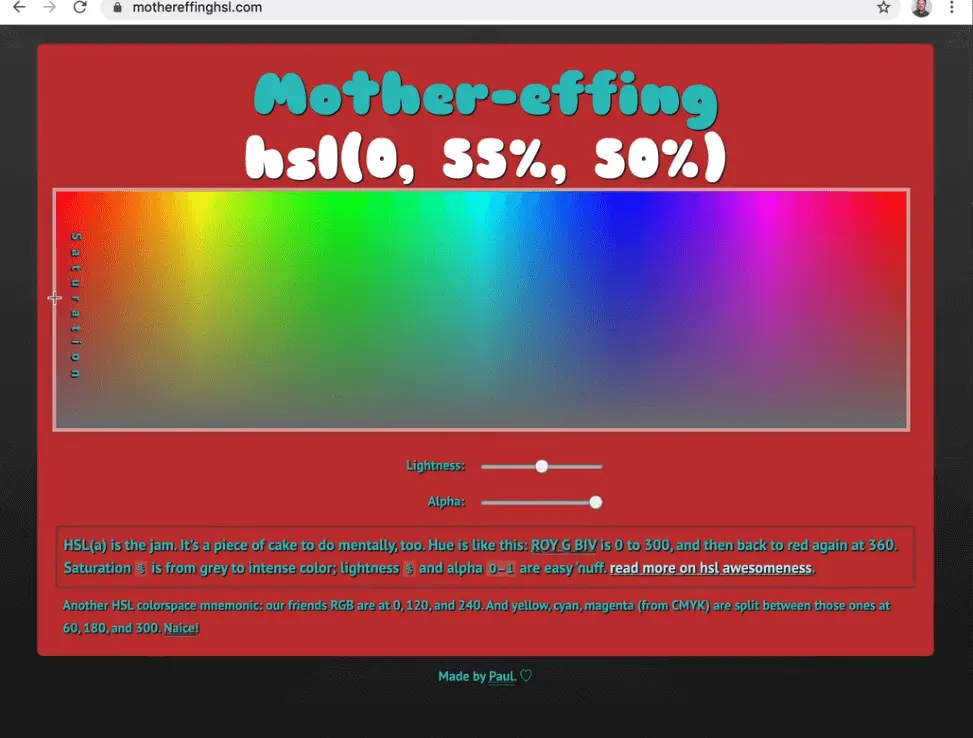 mothereffinghsl.com
Mother-effing
hsl(0, 55%, 50%)
Saturation
Lightness:
Alpha:
HSL(a) is the jam. It's a piece of cake to do mentally, too. Hue is like this: ROY G BIV is 0 to 300, and then back to red again at 360.
Saturation % is from grey to intense color; lightness % and alpha 0-1 are easy 'nuff. read more on hsl awesomeness.
Another HSL colorspace mnemonic: our friends RGB are at 0, 120, and 240. And yellow, cyan, magenta (from CMYK) are split between those ones at
60, 180, and 300. Naice!
Made by Paul. ♡